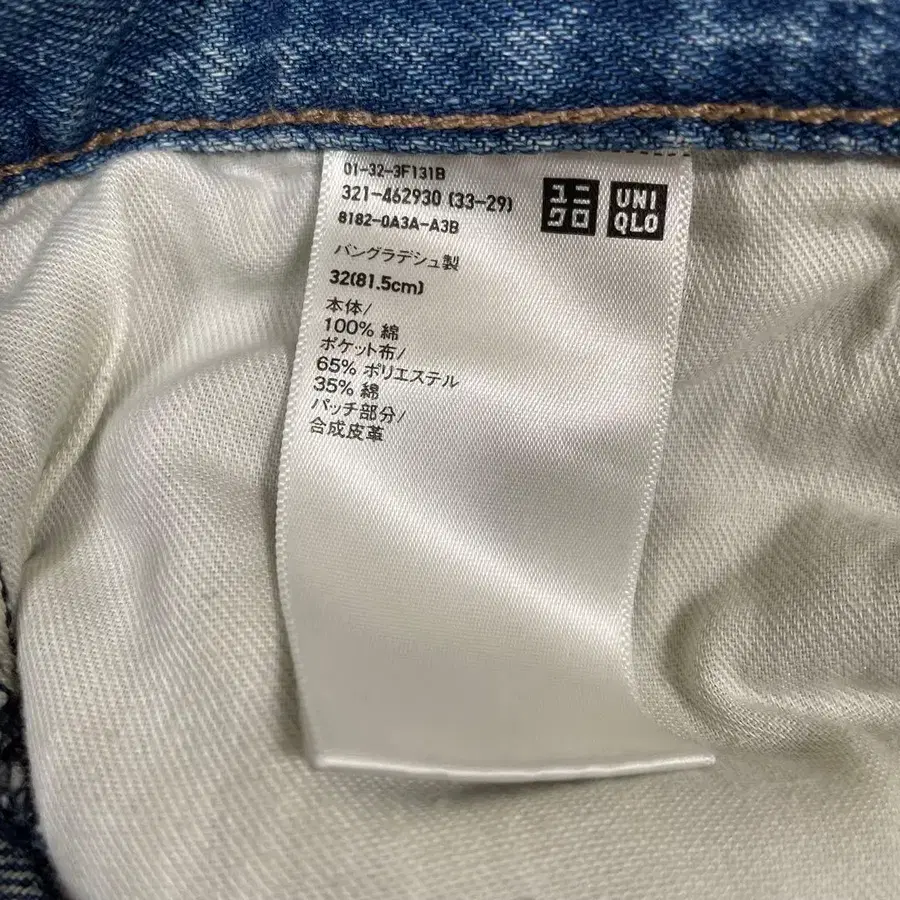 01-32-3F131B
321-462930 (33-29)
8182-0A3A-A3B
ユニ
クロ
UNI
QLO
バングラデシュ製
32(81.5cm)
本体/
100% 綿
ポケット布/
65% ポリエステル
35% 綿
パッチ部分/
合成皮革